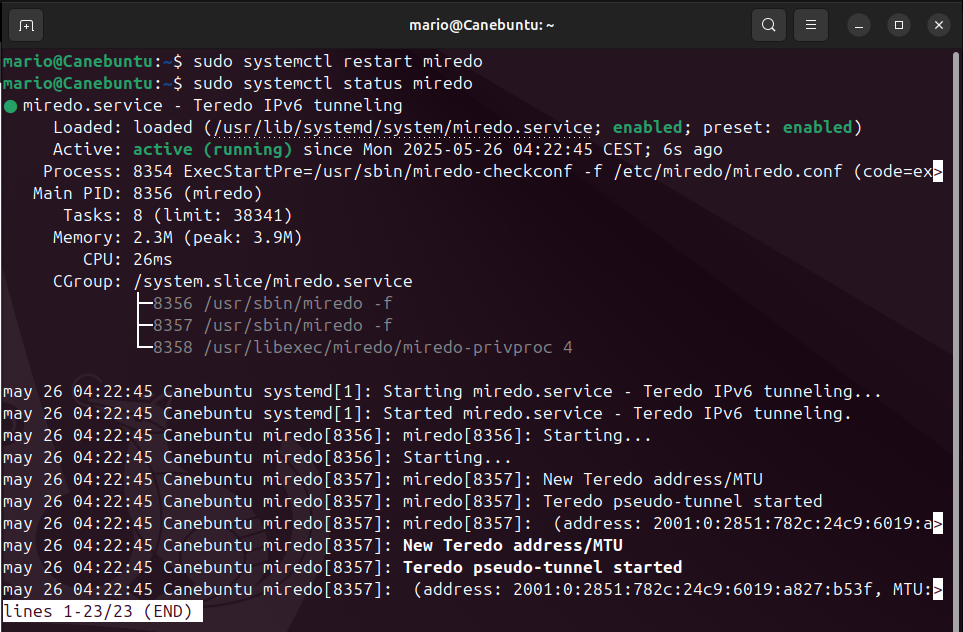 mario@Canebuntu: ~
mario@Canebuntu:~$ sudo systemctl restart miredo
mario@Canebuntu:~$ sudo systemctl status miredo
● miredo.service - Teredo IPv6 tunneling
     Loaded: loaded (/usr/lib/systemd/system/miredo.service; enabled; preset: enabled)
     Active: active (running) since Mon 2025-05-26 04:22:45 CEST; 6s ago
    Process: 8354 ExecStartPre=/usr/sbin/miredo-checkconf -f /etc/miredo/miredo.conf (code=ex>
   Main PID: 8356 (miredo)
      Tasks: 8 (limit: 38341)
     Memory: 2.3M (peak: 3.9M)
        CPU: 26ms
     CGroup: /system.slice/miredo.service
             ├─8356 /usr/sbin/miredo -f
             ├─8357 /usr/sbin/miredo -f
             └─8358 /usr/libexec/miredo/miredo-privproc 4
may 26 04:22:45 Canebuntu systemd[1]: Starting miredo.service - Teredo IPv6 tunneling...
may 26 04:22:45 Canebuntu systemd[1]: Started miredo.service - Teredo IPv6 tunneling.
may 26 04:22:45 Canebuntu miredo[8356]: miredo[8356]: Starting...
may 26 04:22:45 Canebuntu miredo[8356]: Starting...
may 26 04:22:45 Canebuntu miredo[8357]: miredo[8357]: New Teredo address/MTU
may 26 04:22:45 Canebuntu miredo[8357]: miredo[8357]: Teredo pseudo-tunnel started
may 26 04:22:45 Canebuntu miredo[8357]: miredo[8357]:  (address: 2001:0:2851:782c:24c9:6019:a>
may 26 04:22:45 Canebuntu miredo[8357]: New Teredo address/MTU
may 26 04:22:45 Canebuntu miredo[8357]: Teredo pseudo-tunnel started
may 26 04:22:45 Canebuntu miredo[8357]:  (address: 2001:0:2851:782c:24c9:6019:a827:b53f, MTU:>
lines 1-23/23 (END)